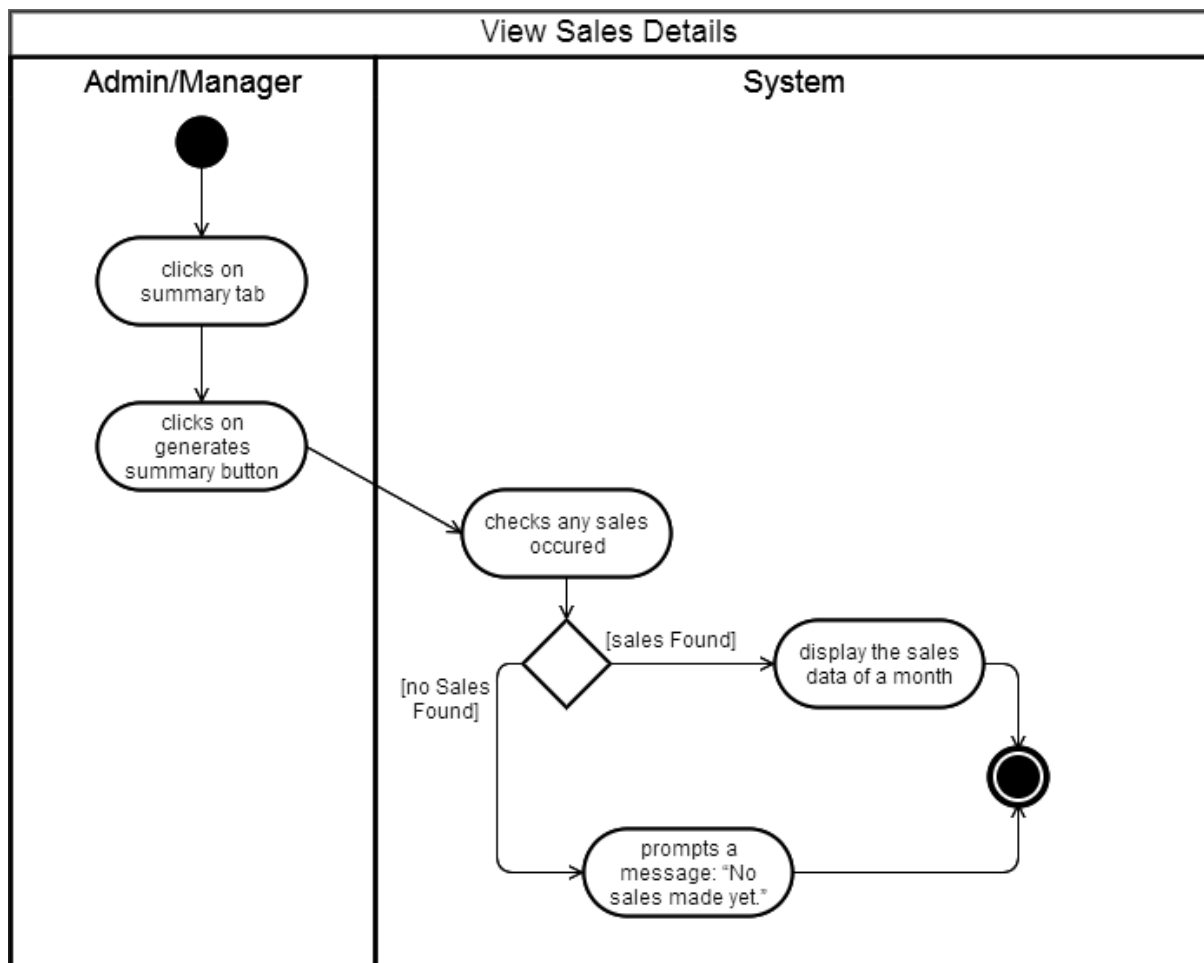 View Sales Details
Admin/Manager
System
clicks on
summary tab
clicks on
generates
summary button
checks any sales
occured
[sales Found]
display the sales
data of a month
[no Sales
Found]
prompts a
message: “No
sales made yet.”